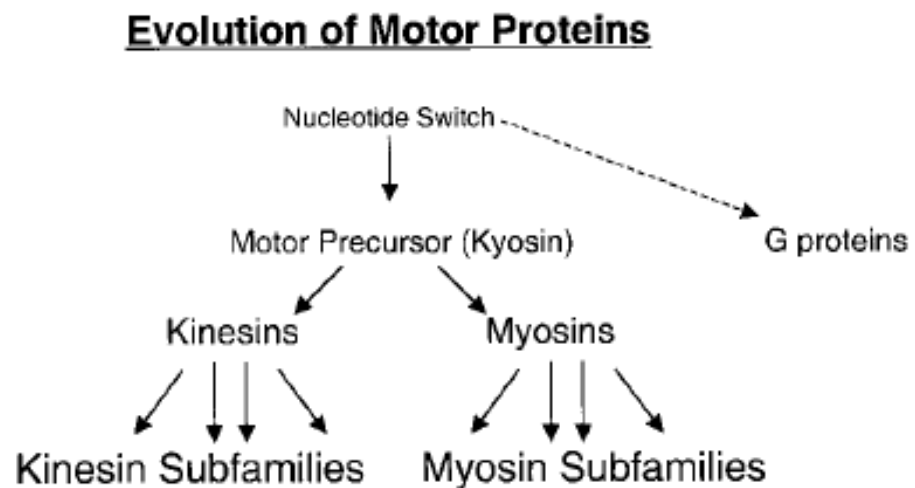 Evolution of Motor Proteins
Nucleotide Switch
Motor Precursor (Kyosin)
G proteins
Kinesins
Myosins
Kinesin Subfamilies
Myosin Subfamilies